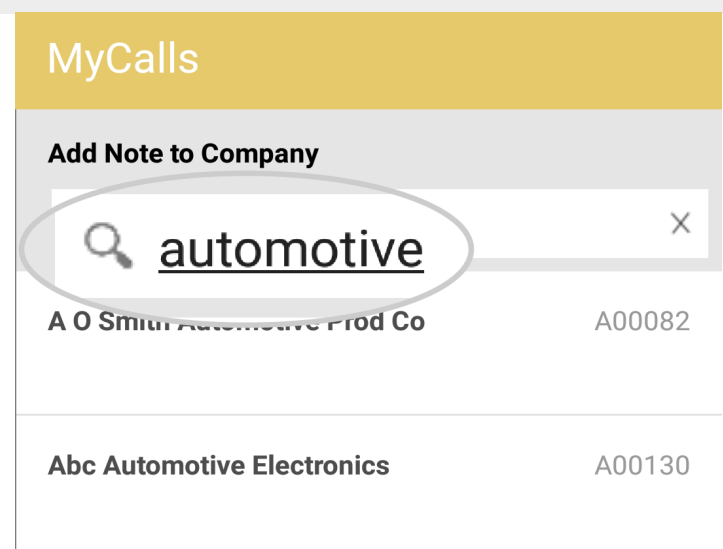 MyCalls
Add Note to Company
automotive
A O Smith Automotive Prod Co A00082
Abc Automotive Electronics A00130